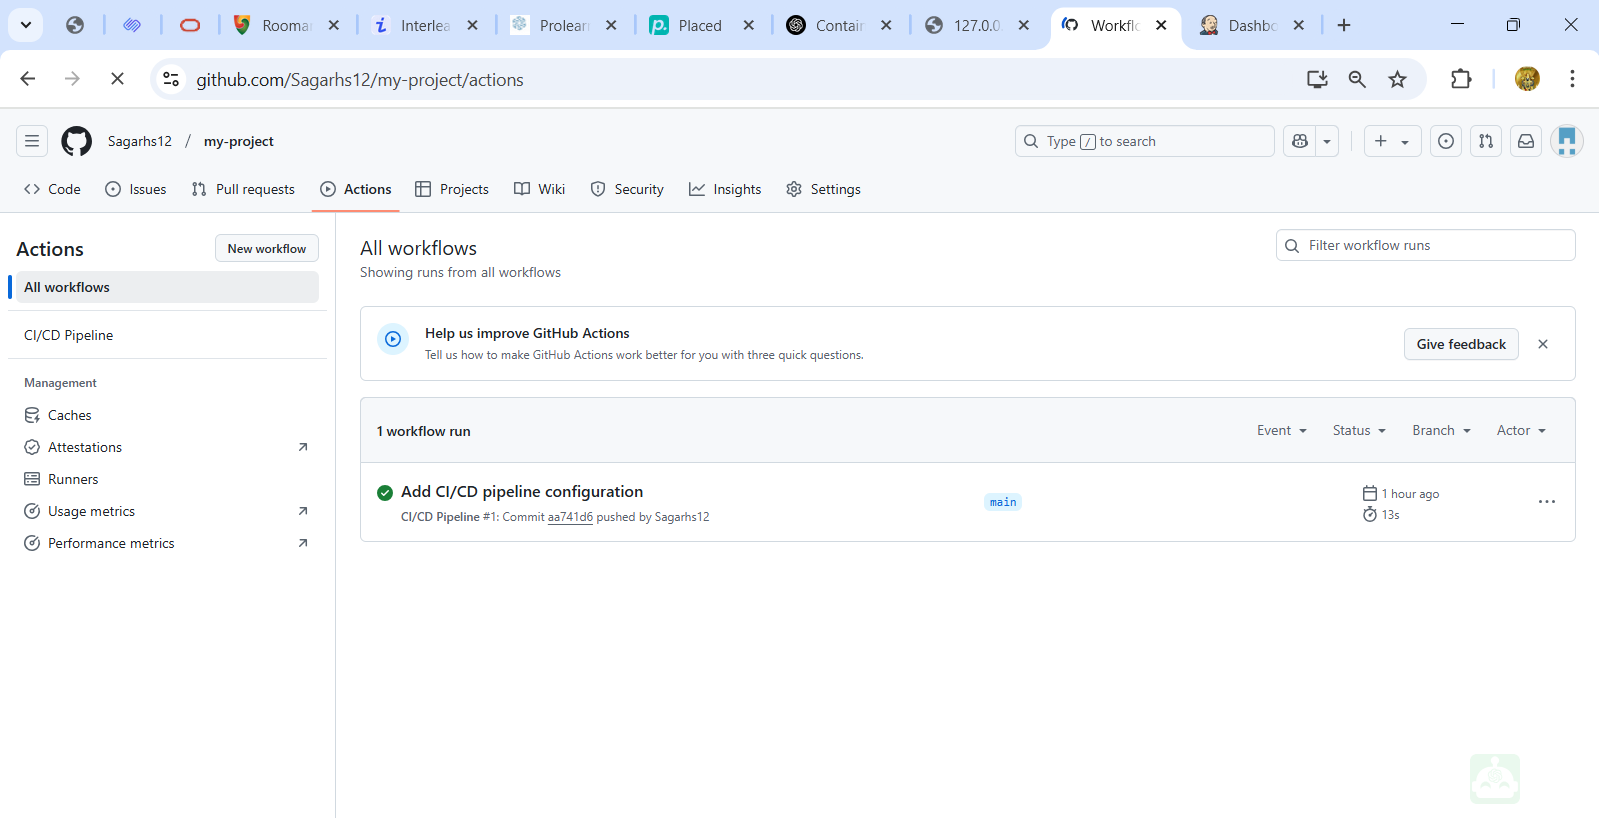 Rooman
Interlea
Prolearn
Placed
Contain
127.0.0.
Workflo
Dashbo
github.com/Sagarhs12/my-project/actions
Sagarhs12 / my-project
Type / to search
Code Issues Pull requests Actions Projects Wiki Security Insights Settings
Actions
New workflow
All workflows
CI/CD Pipeline
Management
Caches
Attestations
Runners
Usage metrics
Performance metrics
All workflows
Showing runs from all workflows
Filter workflow runs
Help us improve GitHub Actions
Tell us how to make GitHub Actions work better for you with three quick questions.
Give feedback
1 workflow run
Event Status Branch Actor
Add CI/CD pipeline configuration
CI/CD Pipeline #1: Commit aa741d6 pushed by Sagarhs12
main
1 hour ago
13s